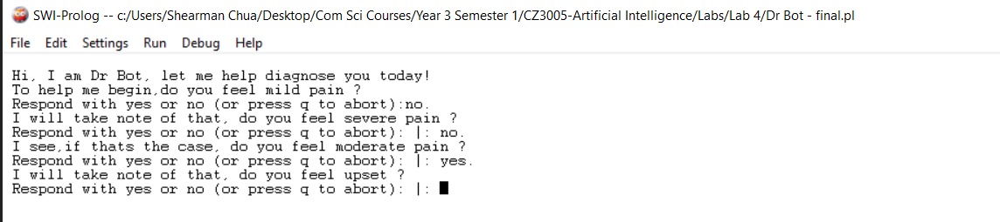 SWI-Prolog -- c:/Users/Shearman Chua/Desktop/Com Sci Courses/Year 3 Semester 1/CZ3005-Artificial Intelligence/Labs/Lab 4/Dr Bot - final.pl
File Edit Settings Run Debug Help
Hi, I am Dr Bot, let me help diagnose you today!
To help me begin,do you feel mild pain ?
Respond with yes or no (or press q to abort):no.
I will take note of that, do you feel severe pain ?
Respond with yes or no (or press q to abort): |: no.
I see,if thats the case, do you feel moderate pain ?
Respond with yes or no (or press q to abort): |: yes.
I will take note of that, do you feel upset ?
Respond with yes or no (or press q to abort): |: